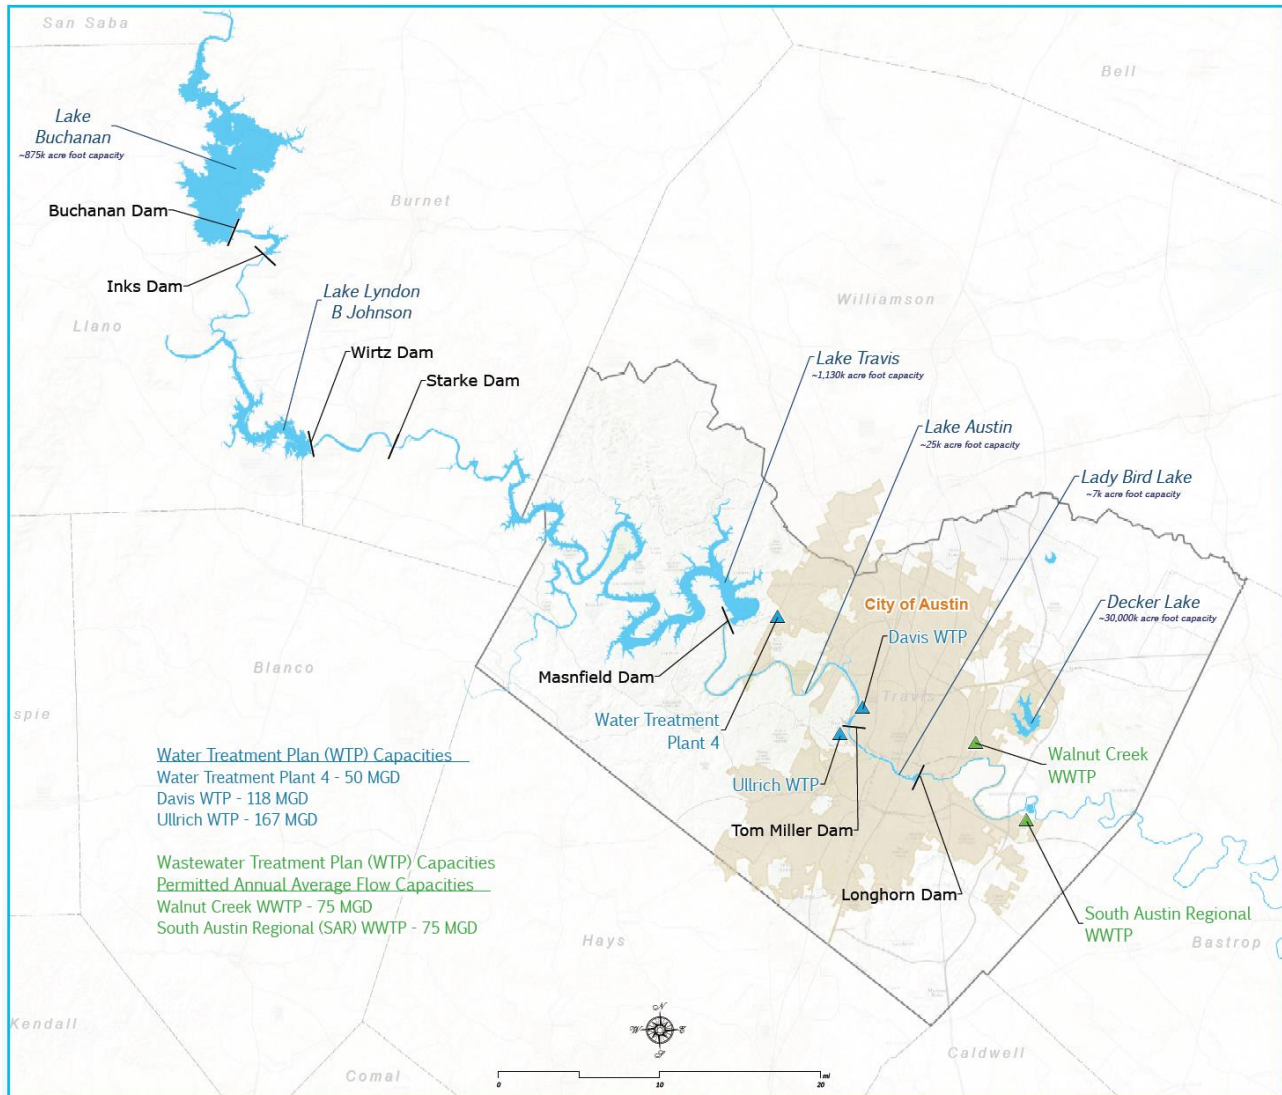 San Saba
Bell
Lake
Buchanan
~875k acre foot capacity
Burnet
Buchanan Dam
Inks Dam
Lake Lyndon
B Johnson
Williamson
Llano
Wirtz Dam
Lake Travis
~1,130k acre foot capacity
Starke Dam
Lake Austin
~25k acre foot capacity
Lady Bird Lake
~7k acre foot capacity
City of Austin
Decker Lake
~30,000k acre foot capacity
Davis WTP
Blanco
Masnfield Dam
Travis
spie
Water Treatment
Plant 4
Walnut Creek
WWTP
Ullrich WTP
Tom Miller Dam
Longhorn Dam
South Austin Regional
WWTP
Bastrop
Water Treatment Plan (WTP) Capacities
Water Treatment Plant 4 - 50 MGD
Davis WTP - 118 MGD
Ullrich WTP - 167 MGD
Wastewater Treatment Plan (WTP) Capacities
Permitted Annual Average Flow Capacities
Walnut Creek WWTP - 75 MGD
South Austin Regional (SAR) WWTP - 75 MGD
Hays
Kendall
N
W E
S
Caldwell
Comal
mi
0 10 20